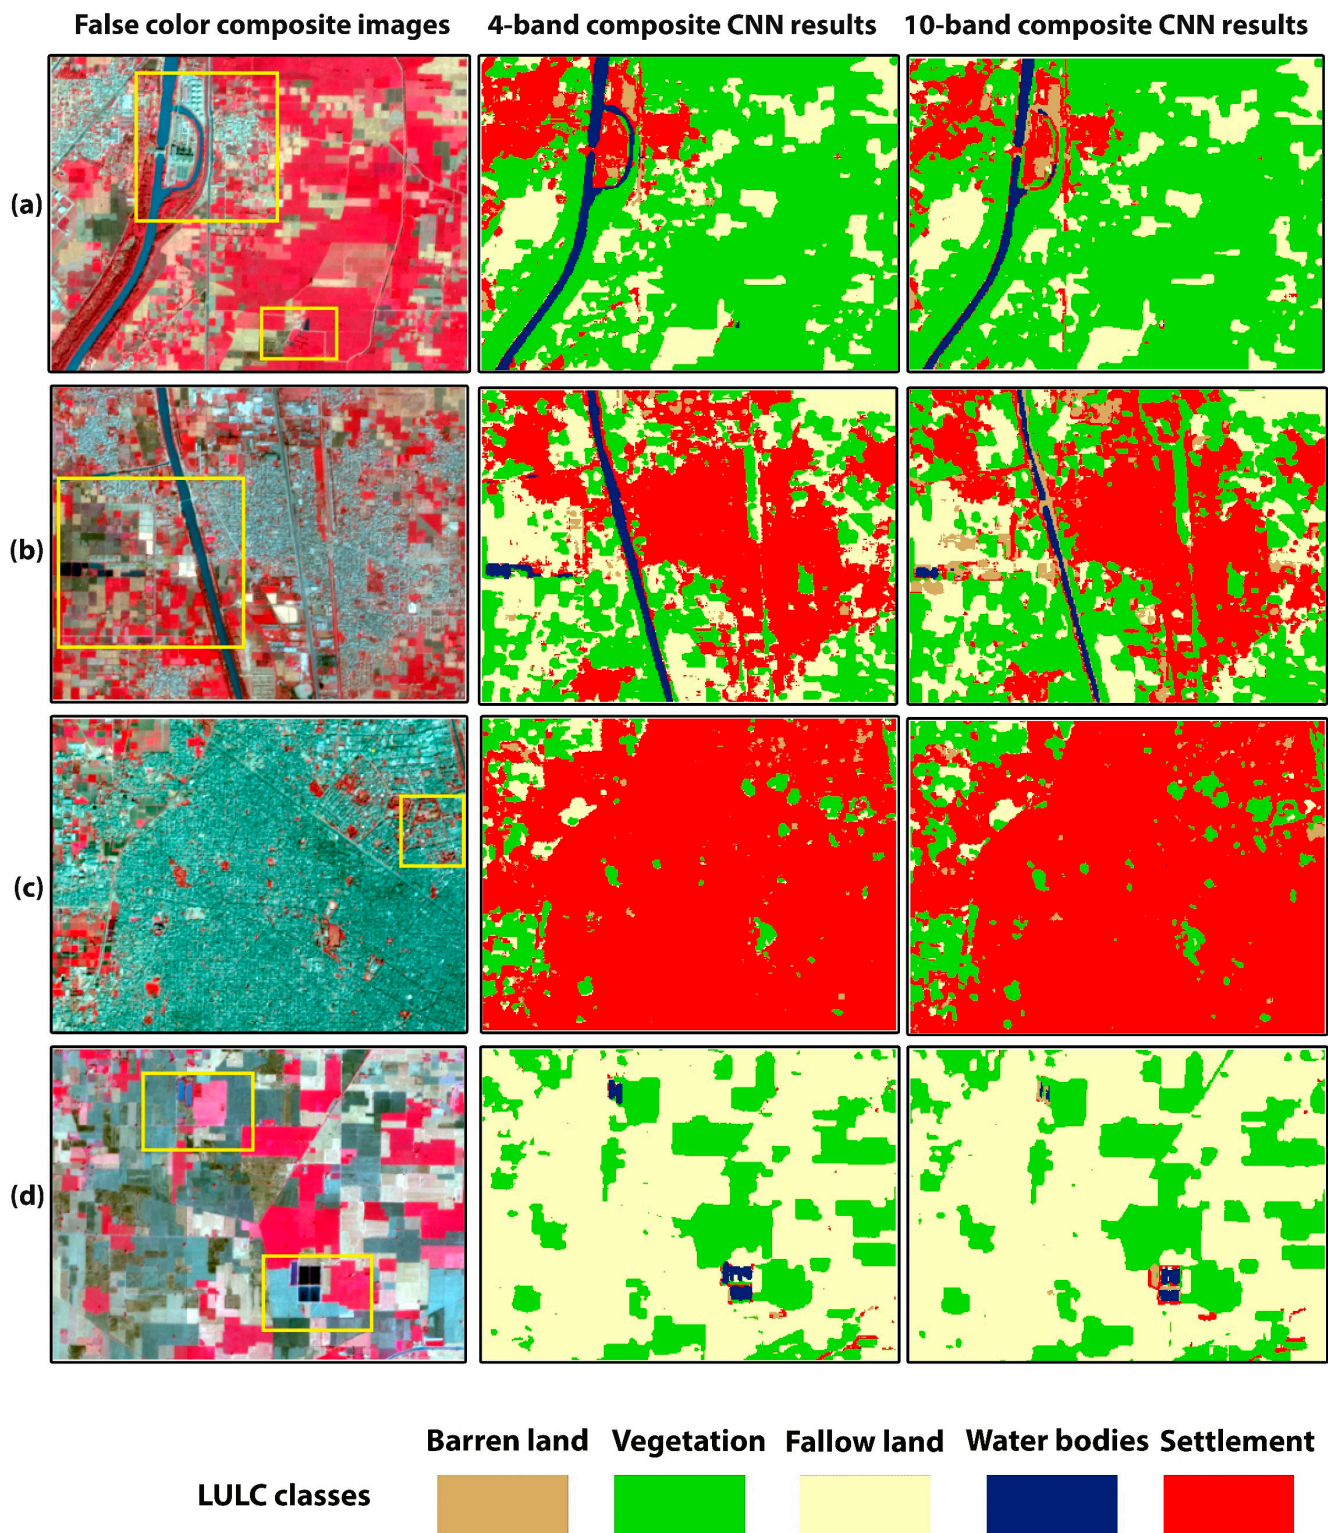 False color composite images 4-band composite CNN results 10-band composite CNN results
(a)
(b)
(c)
(d)
Barren land Vegetation Fallow land Water bodies Settlement
LULC classes